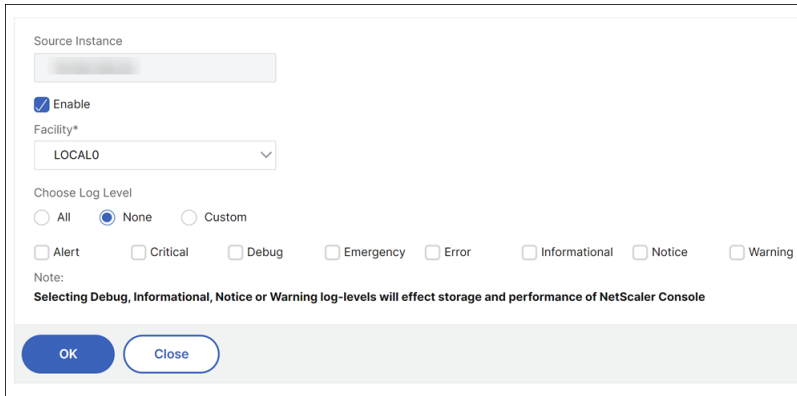 Source Instance
Enable
Facility*
LOCAL0
Choose Log Level
All None Custom
Alert Critical Debug Emergency Error Informational Notice Warning
Note:
Selecting Debug, Informational, Notice or Warning log-levels will effect storage and performance of NetScaler Console
OK Close